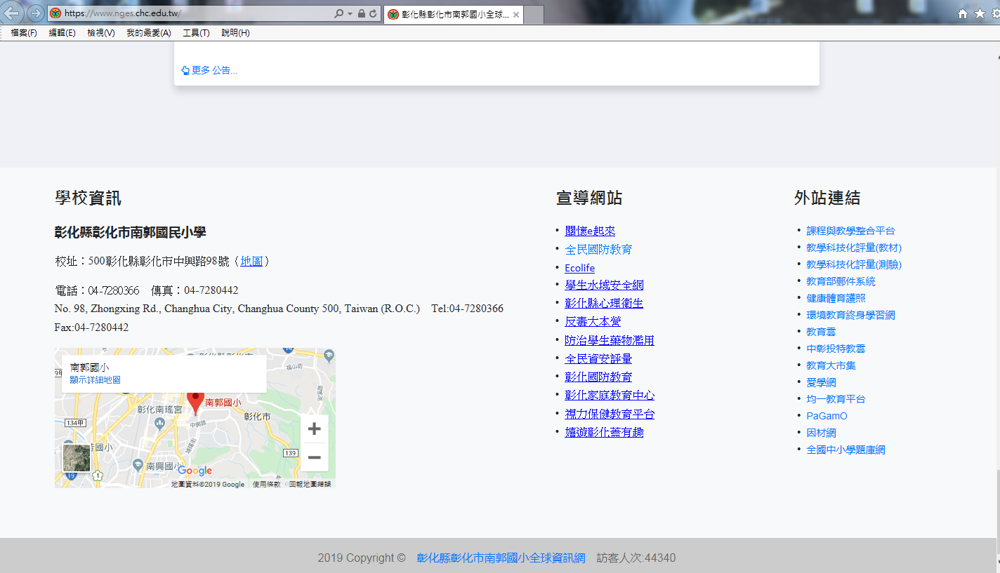 https://www.nges.chc.edu.tw/
彰化縣彰化市南郭國小全球...
檔案(F) 編輯(E) 檢視(V) 我的最愛(A) 工具(T) 說明(H)
更多 公告...
學校資訊
彰化縣彰化市南郭國民小學
校址：500彰化縣彰化市中興路98號（地圖）
電話：04-7280366 傳真：04-7280442
No. 98, Zhongxing Rd., Changhua City, Changhua County 500, Taiwan (R.O.C.) Tel:04-7280366
Fax:04-7280442
南郭國小
顯示詳細地圖
福山街
彰化南瑤宮
南郭國小
彰化市
134甲
中興路
139
國小
南興國小
19
1
Google
地圖資料©2019 Google 使用條款 回報地圖錯誤
宣導網站
關懷e起來
全民國防教育
Ecolife
學生水域安全網
彰化縣心理衛生
反毒大本營
防治學生藥物濫用
全民資安評量
彰化國防教育
彰化家庭教育中心
視力保健教育平台
嬉遊彰化薈有趣
外站連結
課程與教學整合平台
教學科技化評量(教材)
教學科技化評量(測驗)
教育部郵件系統
健康體育護照
環境教育終身學習網
教育雲
中彰投特教雲
教育大市集
愛學網
均一教育平台
PaGamO
因材網
全國中小學題庫網
2019 Copyright © 彰化縣彰化市南郭國小全球資訊網 訪客人次:44340